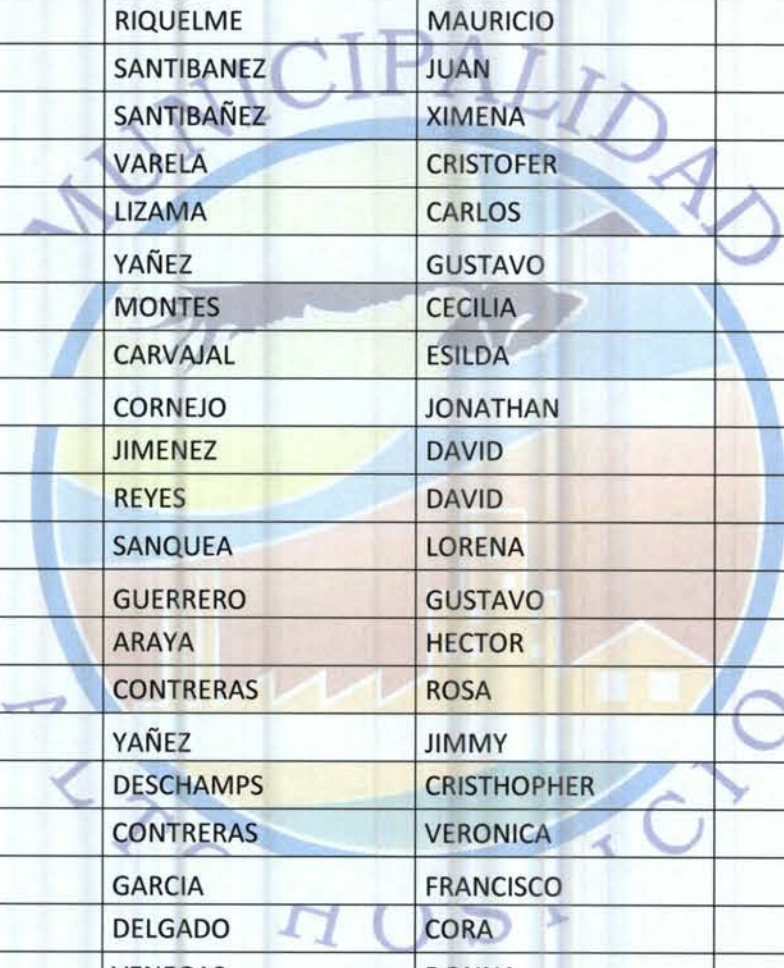 RIQUELME MAURICIO
SANTIBANEZ JUAN
SANTIBAÑEZ XIMENA
VARELA CRISTOFER
LIZAMA CARLOS
YAÑEZ GUSTAVO
MONTES CECILIA
CARVAJAL ESILDA
CORNEJO JONATHAN
JIMENEZ DAVID
REYES DAVID
SANQUEA LORENA
GUERRERO GUSTAVO
ARAYA HECTOR
CONTRERAS ROSA
YAÑEZ JIMMY
DESCHAMPS CRISTHOPHER
CONTRERAS VERONICA
GARCIA FRANCISCO
DELGADO CORA
MUNICIPALIDAD
ALTO HOSPICIO